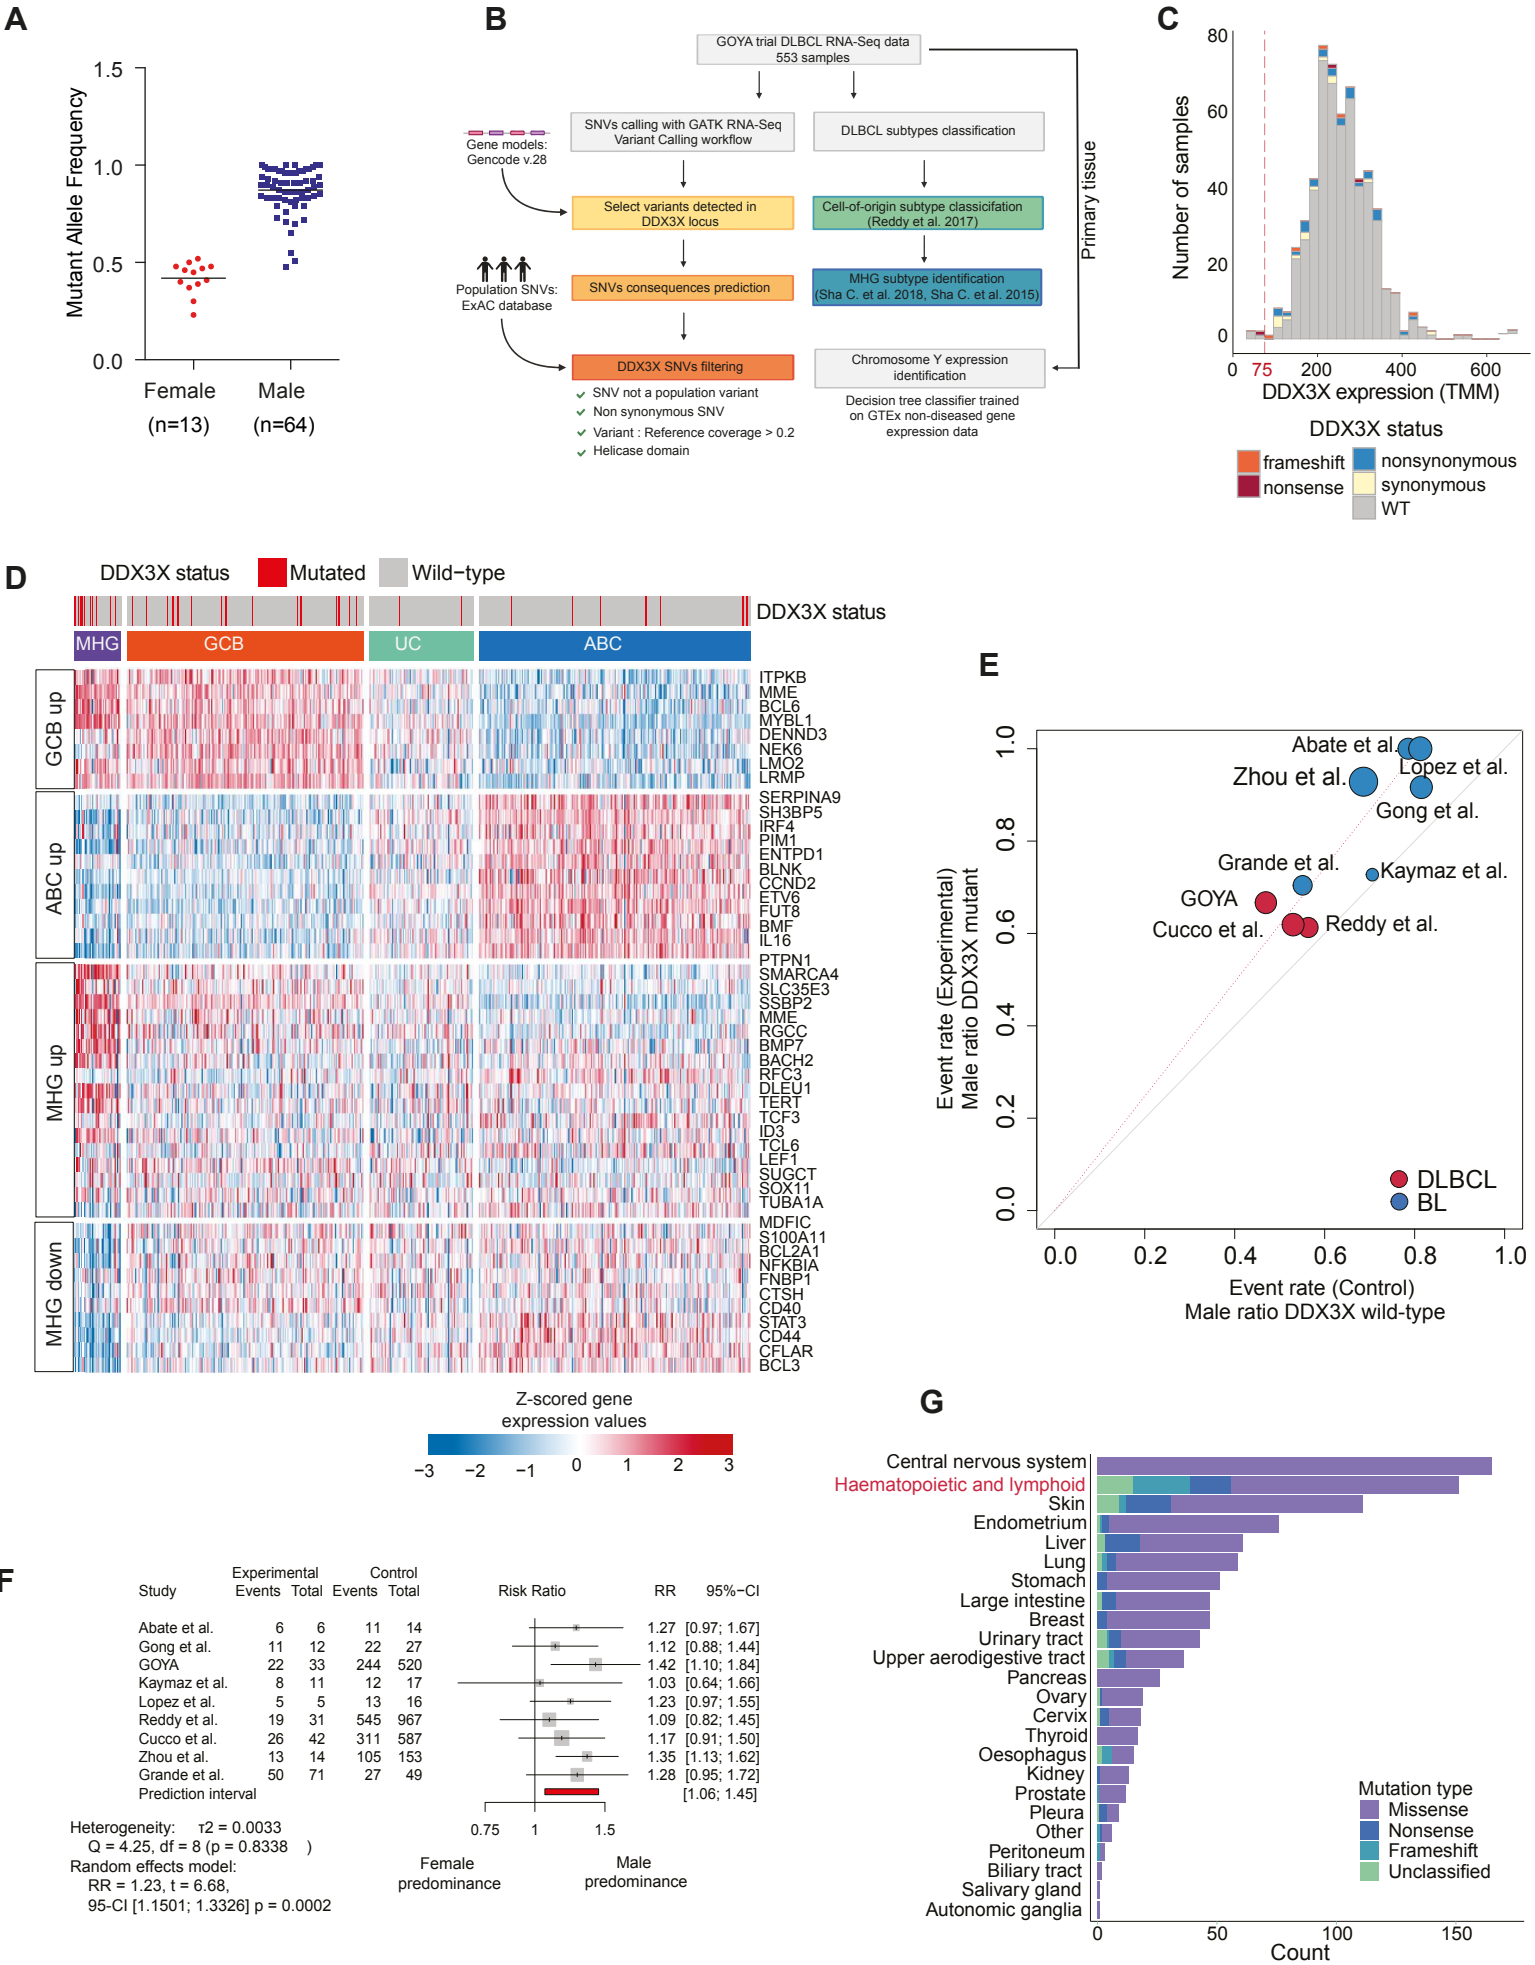 A
1.5
1.0
0.5
0.0
Mutant Allele Frequency
Female
Male
(n=13)
(n=64)
B
GOYA trial DLBCL RNA-Seq data
553 samples
SNVs calling with GATK RNA-Seq
Variant Calling workflow
DLBCL subtypes classification
Gene models:
Gencode v.28
Select variants detected in
DDX3X locus
Cell-of-origin subtype classicifation
(Reddy et al. 2017)
Population SNVs:
ExAC database
SNVs consequences prediction
MHG subtype identification
(Sha C. et al. 2018, Sha C. et al. 2015)
DDX3X SNVs filtering
SNV not a population variant
Non synonymous SNV
Variant : Reference coverage > 0.2
Helicase domain
Chromosome Y expression
identification
Decision tree classifier trained
on GTEx non-diseased gene
expression data
Primary tissue
C
80
60
40
20
0
Number of samples
0
75
200
400
600
DDX3X expression (TMM)
DDX3X status
frameshift
nonsynonymous
nonsense
synonymous
WT
D
DDX3X status
Mutated
Wild−type
DDX3X status
MHG
GCB
UC
ABC
GCB up
ITPKB
MME
BCL6
MYBL1
DENND3
NEK6
LMO2
LRMP
ABC up
SERPINA9
SH3BP5
IRF4
PIM1
ENTPD1
BLNK
CCND2
ETV6
FUT8
BMF
IL16
MHG up
PTPN1
SMARCA4
SLC35E3
SSBP2
MME
RGCC
BMP7
BACH2
RFC3
DLEU1
TERT
TCF3
ID3
TCL6
LEF1
SUGCT
SOX11
TUBA1A
MHG down
MDFIC
S100A11
BCL2A1
NFKBIA
FNBP1
CTSH
CD40
STAT3
CD44
CFLAR
BCL3
Z-scored gene
expression values
−3
−2
−1
0
1
2
3
E
Event rate (Experimental)
Male ratio DDX3X mutant
1.0
0.8
0.6
0.4
0.2
0.0
Abate et al.
Lopez et al.
Zhou et al.
Gong et al.
Grande et al.
Kaymaz et al.
GOYA
Cucco et al.
Reddy et al.
DLBCL
BL
0.0
0.2
0.4
0.6
0.8
1.0
Event rate (Control)
Male ratio DDX3X wild-type
F
Experimental Control
Study Events Total Events Total Risk Ratio RR 95%−CI
Abate et al. 6 6 11 14 1.27 [0.97; 1.67]
Gong et al. 11 12 22 27 1.12 [0.88; 1.44]
GOYA 22 33 244 520 1.42 [1.10; 1.84]
Kaymaz et al. 8 11 12 17 1.03 [0.64; 1.66]
Lopez et al. 5 5 13 16 1.23 [0.97; 1.55]
Reddy et al. 19 31 545 967 1.09 [0.82; 1.45]
Cucco et al. 26 42 311 587 1.17 [0.91; 1.50]
Zhou et al. 13 14 105 153 1.35 [1.13; 1.62]
Grande et al. 50 71 27 49 1.28 [0.95; 1.72]
Prediction interval [1.06; 1.45]
0.75 1 1.5
Female
predominance
Male
predominance
Heterogeneity: τ2 = 0.0033
Q = 4.25, df = 8 (p = 0.8338 )
Random effects model:
RR = 1.23, t = 6.68,
95-CI [1.1501; 1.3326] p = 0.0002
G
Central nervous system
Haematopoietic and lymphoid
Skin
Endometrium
Liver
Lung
Stomach
Large intestine
Breast
Urinary tract
Upper aerodigestive tract
Pancreas
Ovary
Cervix
Thyroid
Oesophagus
Kidney
Prostate
Pleura
Other
Peritoneum
Biliary tract
Salivary gland
Autonomic ganglia
Mutation type
Missense
Nonsense
Frameshift
Unclassified
0
50
100
150
Count